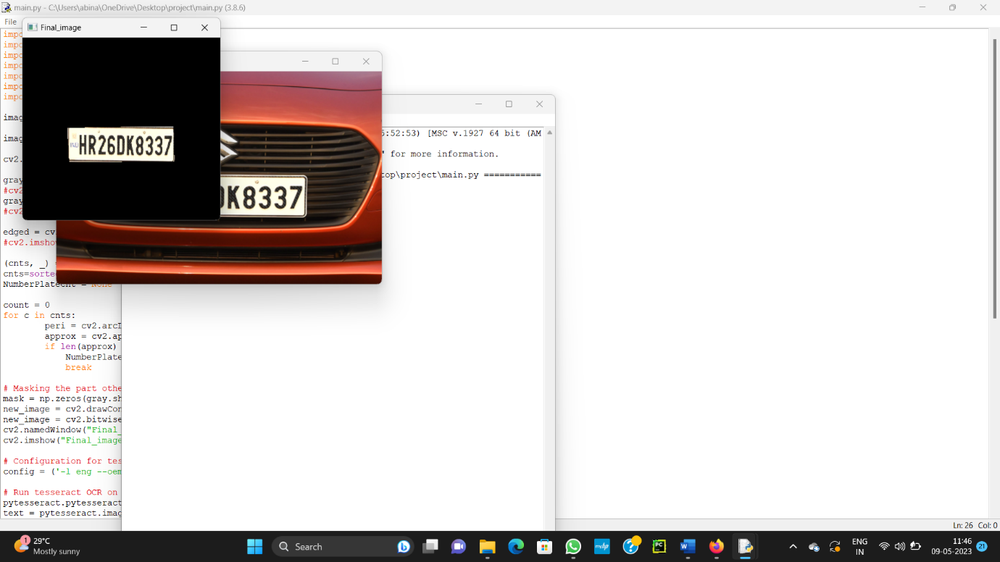 main.py - C:\Users\abina\OneDrive\Desktop\project\main.py (3.8.6)
File
Final_image
HR26DK8337
IND
DK8337
5:52:53) [MSC v.1927 64 bit (AM
" for more information.
top\project\main.py ===========
impo
impo
impo
impo
impo
impo
impo
imag
imag
cv2.
gray
#cv2
gray
#cv2
edged = cv
#cv2.imsho
(cnts, _)
cnts=sorte
NumberPlateCnt = None
count = 0
for c in cnts:
peri = cv2.arcL
approx = cv2.ap
if len(approx)
NumberPlate
break
# Masking the part othe
mask = np.zeros(gray.sh
new_image = cv2.drawCon
new_image = cv2.bitwise
cv2.namedWindow("Final_
cv2.imshow("Final_image
# Configuration for tes
config = ('-l eng --oem
# Run tesseract OCR on
pytesseract.pytesseract
text = pytesseract.imag
Ln: 26 Col: 0
1
29°C
Mostly sunny
Search
b
myhp
?
PC
W
ENG
IN
11:46
09-05-2023
21